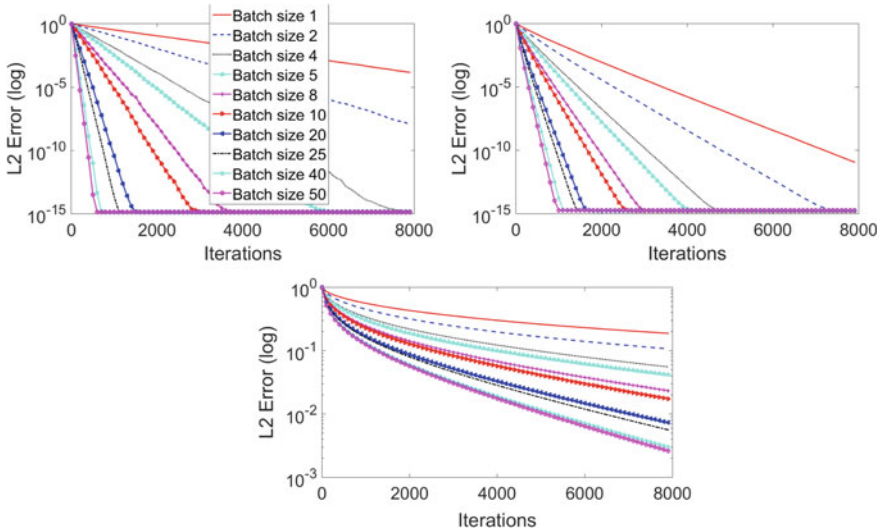 10^0
10^-5
10^-10
10^-15
L2 Error (log)
0 2000 4000 6000 8000
Iterations
Batch size 1
Batch size 2
Batch size 4
Batch size 5
Batch size 8
Batch size 10
Batch size 20
Batch size 25
Batch size 40
Batch size 50
10^0
10^-5
10^-10
10^-15
L2 Error (log)
0 2000 4000 6000 8000
Iterations
10^0
10^-1
10^-2
10^-3
L2 Error (log)
0 2000 4000 6000 8000
Iterations